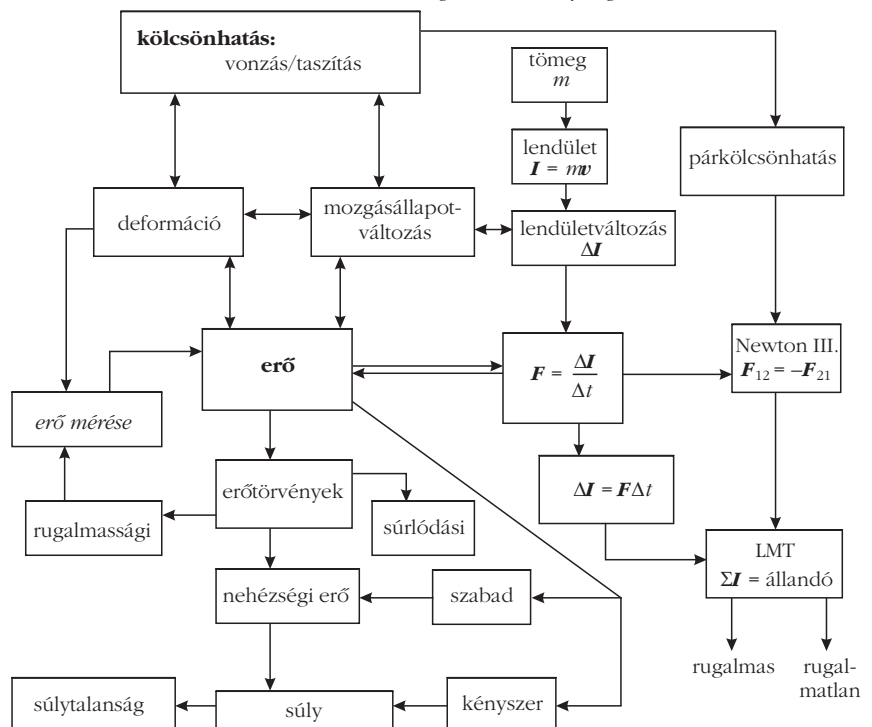 kölcsönhatás:
vonzás/taszítás
tömeg
m
lendület
I = mv
párkölcsönhatás
deformáció
mozgásállapot-
változás
lendületváltozás
ΔI
erő
F = ΔI/Δt
Newton III.
F₁₂ = –F₂₁
erő mérése
erőtörvények
ΔI = FΔt
rugalmassági
súrlódási
LMT
ΣI = állandó
nehézségi erő
szabad
rugalmas
rugal-
matlan
súlytalanság
súly
kényszer